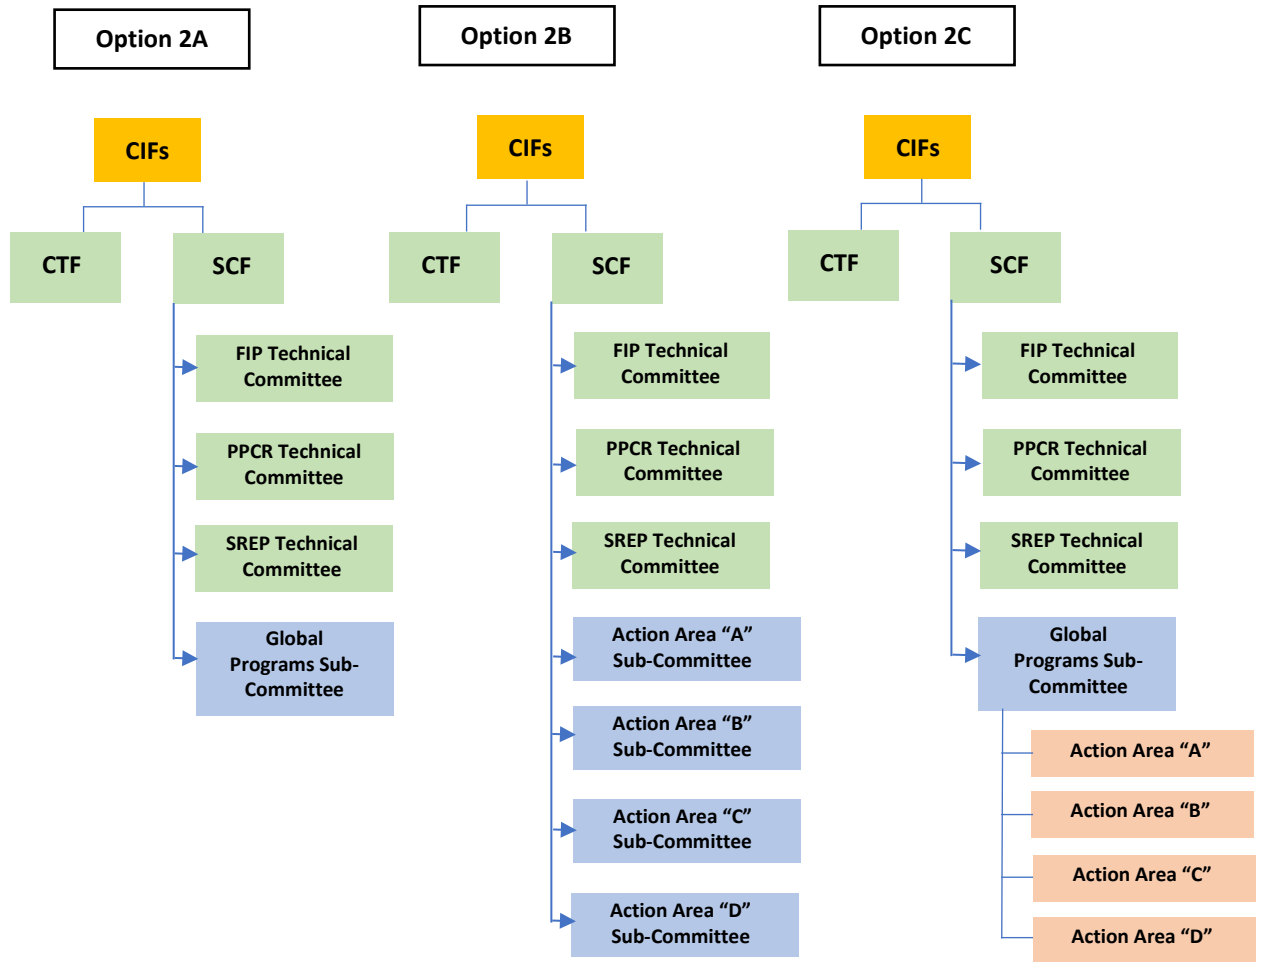 Option 2A
CIFs
CTF
SCF
FIP Technical
Committee
PPCR Technical
Committee
SREP Technical
Committee
Global
Programs Sub-
Committee
Option 2B
CIFs
CTF
SCF
FIP Technical
Committee
PPCR Technical
Committee
SREP Technical
Committee
Action Area “A”
Sub-Committee
Action Area “B”
Sub-Committee
Action Area “C”
Sub-Committee
Action Area “D”
Sub-Committee
Option 2C
CIFs
CTF
SCF
FIP Technical
Committee
PPCR Technical
Committee
SREP Technical
Committee
Global
Programs Sub-
Committee
Action Area “A”
Action Area “B”
Action Area “C”
Action Area “D”